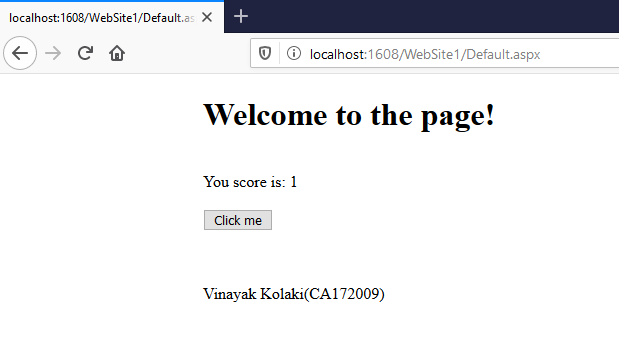 localhost:1608/WebSite1/Default.as
localhost:1608/WebSite1/Default.aspx
Welcome to the page!
You score is: 1
Click me
Vinayak Kolaki(CA172009)